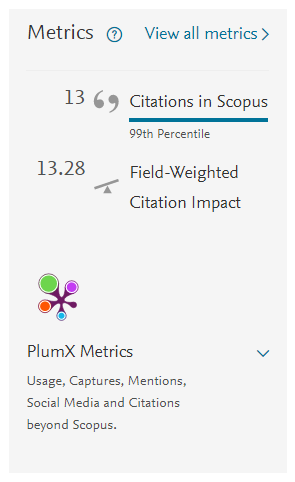 Metrics ? View all metrics >
13 Citations in Scopus
99th Percentile
13.28 Field-Weighted
Citation Impact
PlumX Metrics
Usage, Captures, Mentions,
Social Media and Citations
beyond Scopus.